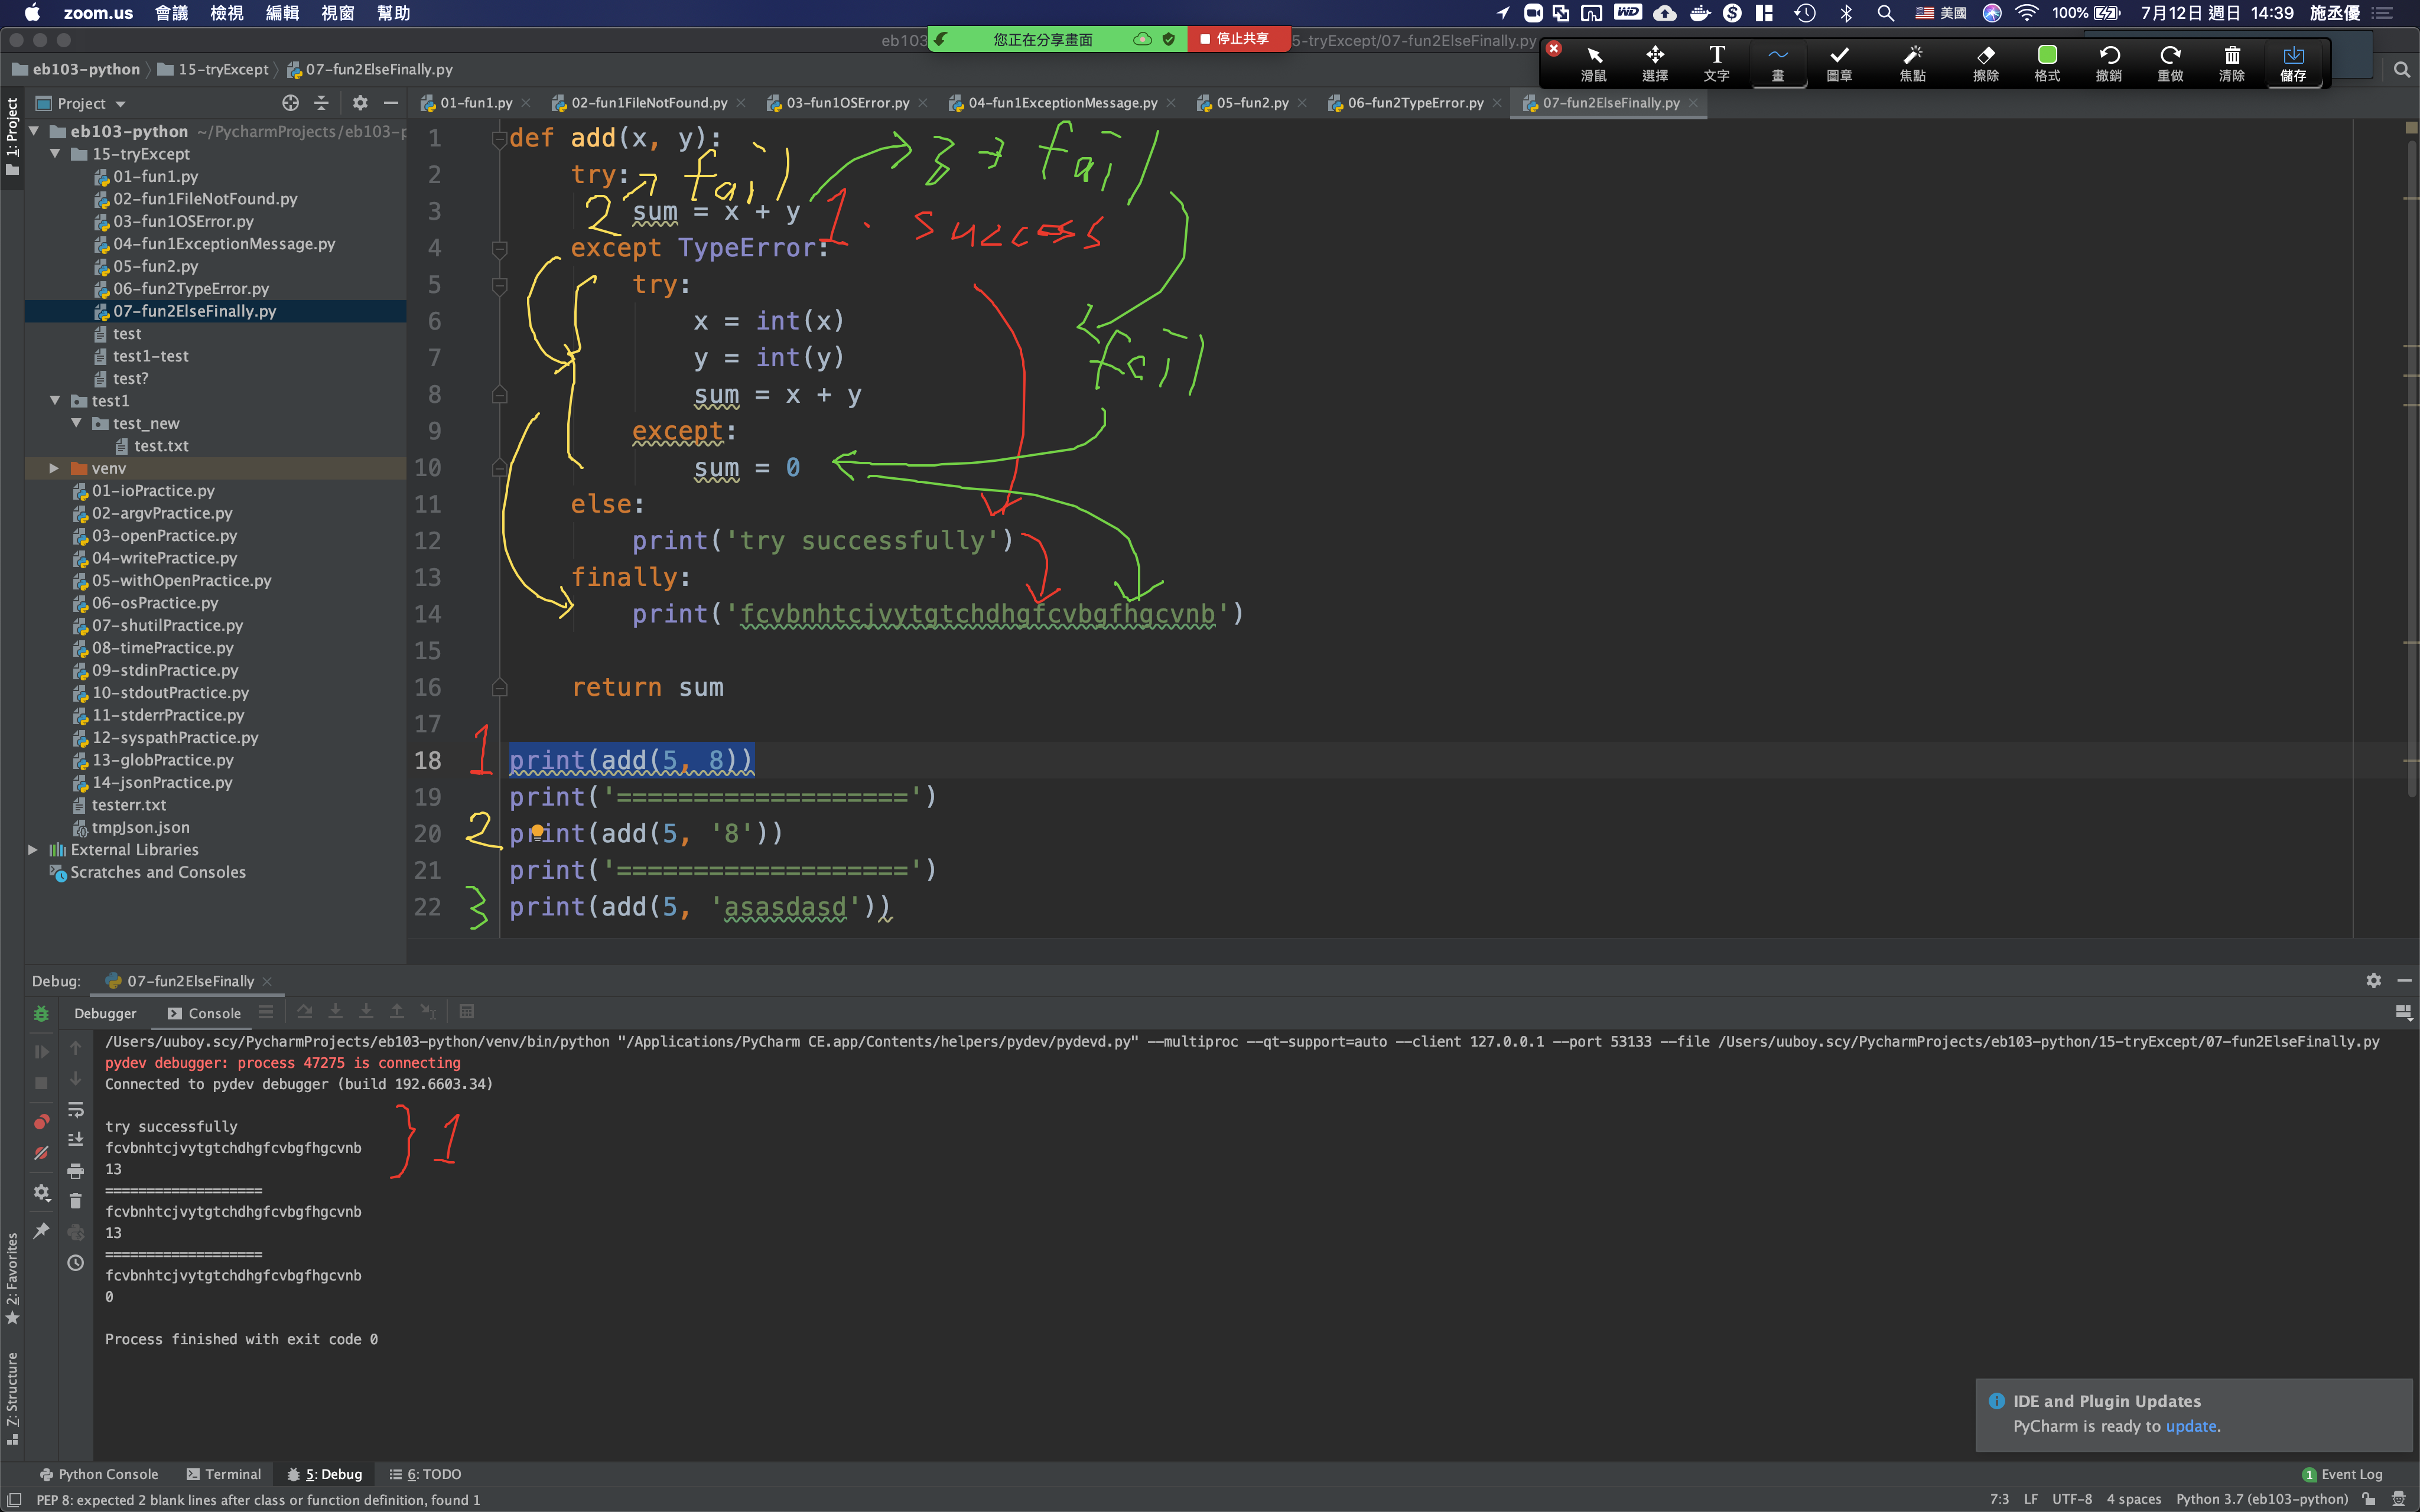 zoom.us 會議 檢視 編輯 視窗 幫助
100% 7月12日 週日 14:39 施丞優
美國
eb103
您正在分享畫面 停止共享
5-tryExcept/07-fun2ElseFinally.py
滑鼠 選擇 文字 畫 圖章 焦點 擦除 格式 撤銷 重做 清除 儲存
eb103-python 15-tryExcept 07-fun2ElseFinally.py
Project
01-fun1.py 02-fun1FileNotFound.py 03-fun1OSError.py 04-fun1ExceptionMessage.py 05-fun2.py 06-fun2TypeError.py 07-fun2ElseFinally.py
1: Project
eb103-python ~/PycharmProjects/eb103-p
15-tryExcept
01-fun1.py
02-fun1FileNotFound.py
03-fun1OSError.py
04-fun1ExceptionMessage.py
05-fun2.py
06-fun2TypeError.py
07-fun2ElseFinally.py
test
test1-test
test?
test1
test_new
test.txt
venv
01-ioPractice.py
02-argvPractice.py
03-openPractice.py
04-writePractice.py
05-withOpenPractice.py
06-osPractice.py
07-shutilPractice.py
08-timePractice.py
09-stdinPractice.py
10-stdoutPractice.py
11-stderrPractice.py
12-syspathPractice.py
13-globPractice.py
14-jsonPractice.py
testerr.txt
tmpJson.json
External Libraries
Scratches and Consoles
1 def add(x, y):
3 → fail
2 try:
fail
3 sum = x + y
2
1. success
4 except TypeError:
5 try:
6 x = int(x)
7 y = int(y)
fail
8 sum = x + y
9 except:
10 sum = 0
11 else:
12 print('try successfully')
13 finally:
14 print('fcvbnhtcjvytgtchdhgfcvbgfhgcvnb')
15
16 return sum
17
1
18 print(add(5, 8))
19 print('===================')
2
20 print(add(5, '8'))
21 print('===================')
3
22 print(add(5, 'asasdasd'))
Debug: 07-fun2ElseFinally
Debugger Console
/Users/uuboy.scy/PycharmProjects/eb103-python/venv/bin/python "/Applications/PyCharm CE.app/Contents/helpers/pydev/pydevd.py" --multiproc --qt-support=auto --client 127.0.0.1 --port 53133 --file /Users/uuboy.scy/PycharmProjects/eb103-python/15-tryExcept/07-fun2ElseFinally.py
pydev debugger: process 47275 is connecting
Connected to pydev debugger (build 192.6603.34)
try successfully
fcvbnhtcjvytgtchdhgfcvbgfhgcvnb
} 1
13
===================
fcvbnhtcjvytgtchdhgfcvbgfhgcvnb
13
===================
fcvbnhtcjvytgtchdhgfcvbgfhgcvnb
0
Process finished with exit code 0
2: Favorites
7: Structure
IDE and Plugin Updates
PyCharm is ready to update.
Python Console Terminal 5: Debug 6: TODO
1 Event Log
PEP 8: expected 2 blank lines after class or function definition, found 1
7:3 LF UTF-8 4 spaces Python 3.7 (eb103-python)